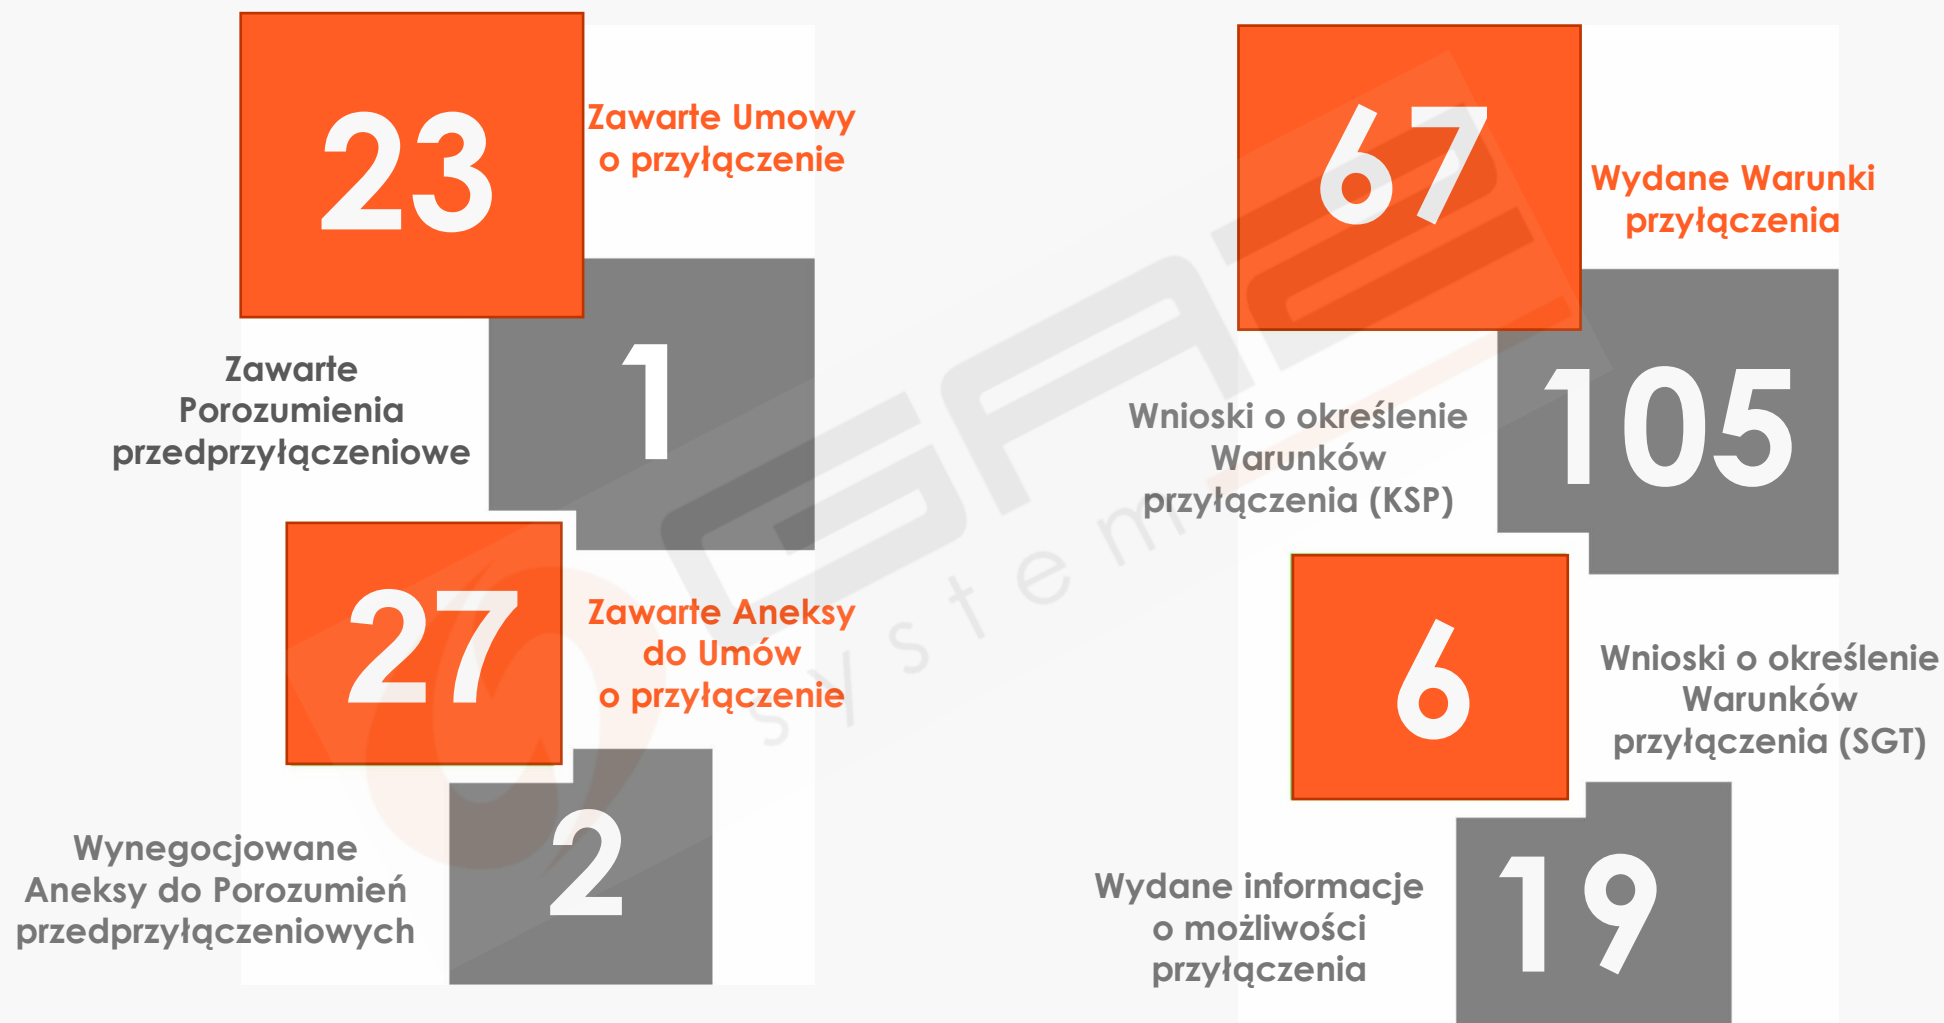 23
Zawarte Umowy
o przyłączenie
Zawarte
Porozumienia
przedprzyłączeniowe
1
27
Zawarte Aneksy
do Umów
o przyłączenie
Wynegocjowane
Aneksy do Porozumień
przedprzyłączeniowych
2
67
Wydane Warunki
przyłączenia
Wnioski o określenie
Warunków
przyłączenia (KSP)
105
6
Wnioski o określenie
Warunków
przyłączenia (SGT)
Wydane informacje
o możliwości
przyłączenia
19
GAZ
system